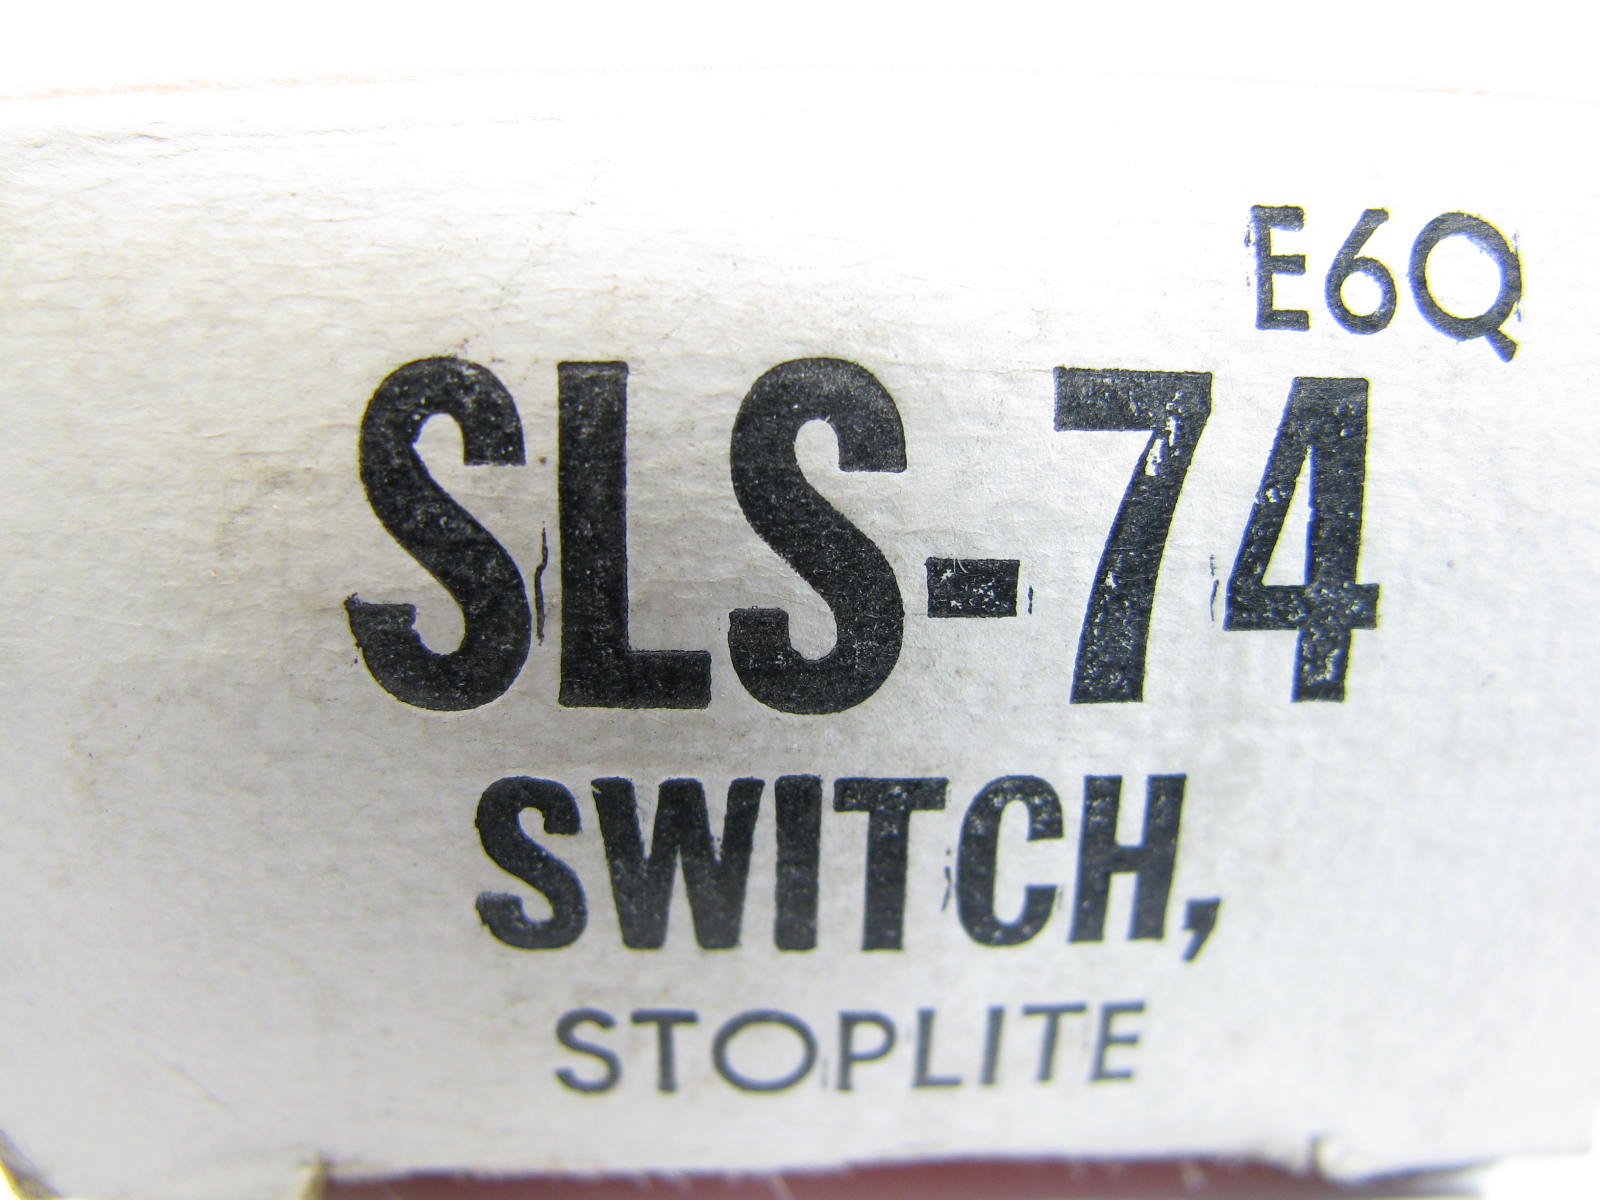 E6Q
SLS-74
SWITCH,
STOPLITE